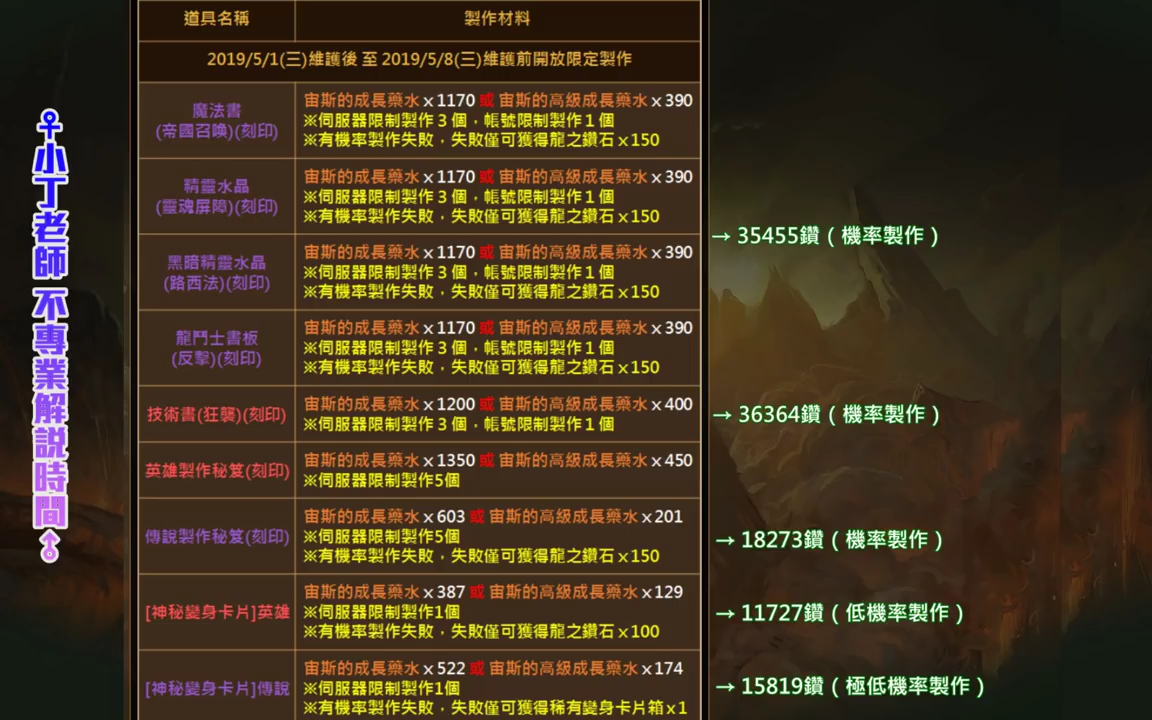 小丁老師 不專業解說時間
道具名稱 製作材料
2019/5/1(三)維護後 至 2019/5/8(三)維護前開放限定製作
魔法書
(帝國召喚)(刻印)
宙斯的成長藥水 x 1170 或 宙斯的高級成長藥水 x 390
※伺服器限制製作 3 個，帳號限制製作 1 個
※有機率製作失敗，失敗僅可獲得龍之鑽石 x 150
精靈水晶
(靈魂屏障)(刻印)
宙斯的成長藥水 x 1170 或 宙斯的高級成長藥水 x 390
※伺服器限制製作 3 個，帳號限制製作 1 個
※有機率製作失敗，失敗僅可獲得龍之鑽石 x 150
→ 35455鑽 ( 機率製作 )
黑暗精靈水晶
(路西法)(刻印)
宙斯的成長藥水 x 1170 或 宙斯的高級成長藥水 x 390
※伺服器限制製作 3 個，帳號限制製作 1 個
※有機率製作失敗，失敗僅可獲得龍之鑽石 x 150
龍鬥士書板
(反擊)(刻印)
宙斯的成長藥水 x 1170 或 宙斯的高級成長藥水 x 390
※伺服器限制製作 3 個，帳號限制製作 1 個
※有機率製作失敗，失敗僅可獲得龍之鑽石 x 150
技術書(狂襲)(刻印)
宙斯的成長藥水 x 1200 或 宙斯的高級成長藥水 x 400
※伺服器限制製作 3 個，帳號限制製作 1 個
→ 36364鑽 ( 機率製作 )
英雄製作秘笈(刻印)
宙斯的成長藥水 x 1350 或 宙斯的高級成長藥水 x 450
※伺服器限制製作5個
傳說製作秘笈(刻印)
宙斯的成長藥水 x 603 或 宙斯的高級成長藥水 x 201
※伺服器限制製作5個
※有機率製作失敗，失敗僅可獲得龍之鑽石 x 150
→ 18273鑽 ( 機率製作 )
[神秘變身卡片]英雄
宙斯的成長藥水 x 387 或 宙斯的高級成長藥水 x 129
※伺服器限制製作1個
※有機率製作失敗，失敗僅可獲得龍之鑽石 x 100
→ 11727鑽 ( 低機率製作 )
[神秘變身卡片]傳說
宙斯的成長藥水 x 522 或 宙斯的高級成長藥水 x 174
※伺服器限制製作1個
※有機率製作失敗，失敗僅可獲得稀有變身卡片箱 x 1
→ 15819鑽 ( 極低機率製作 )